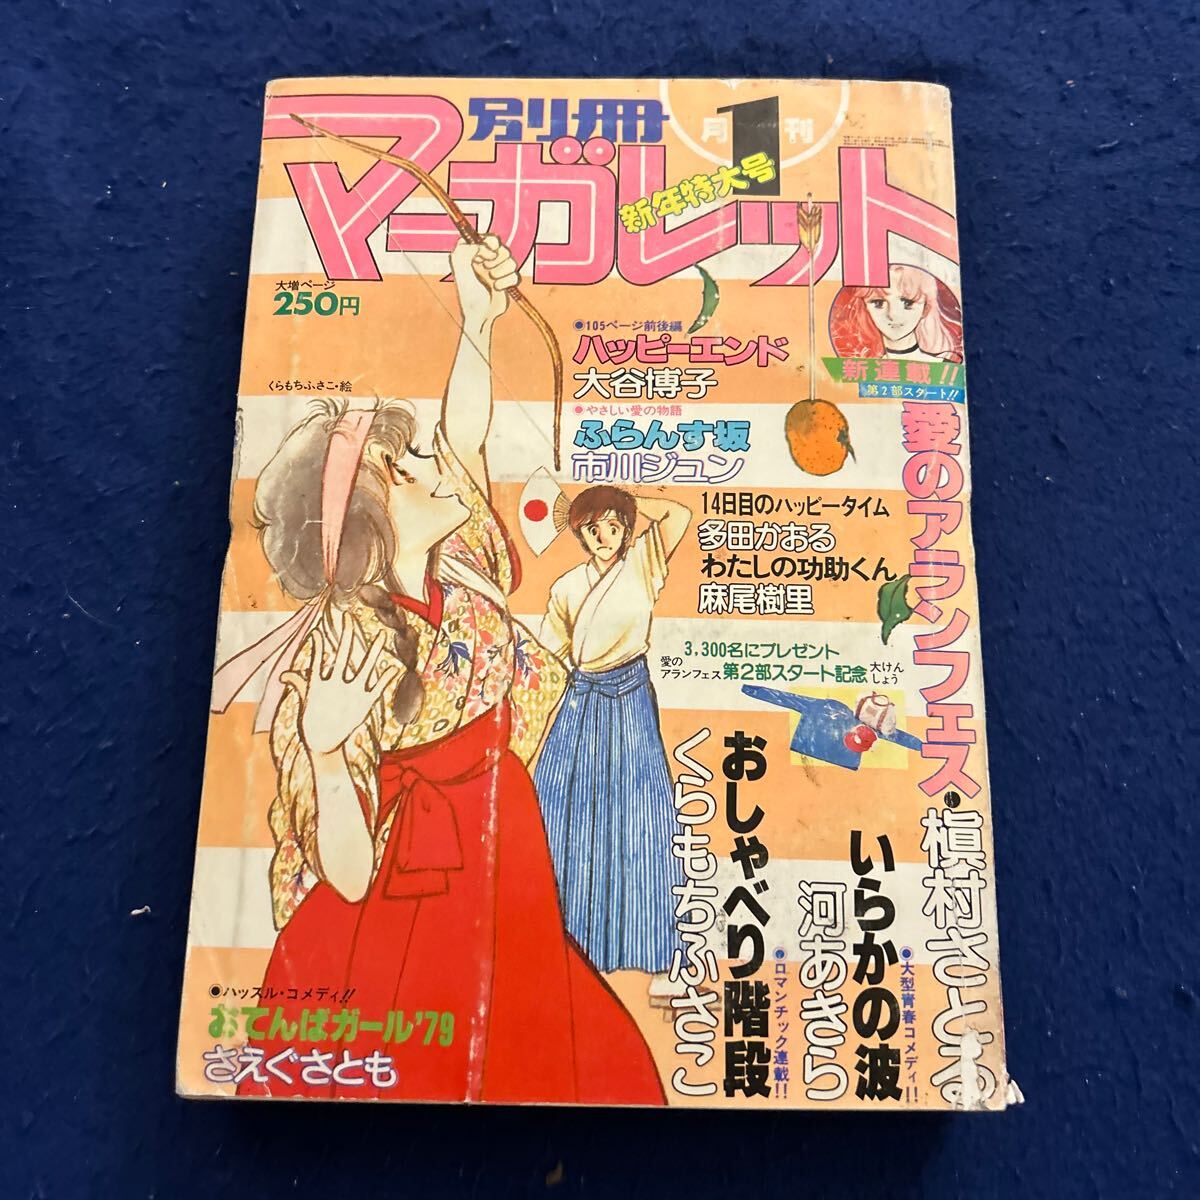 別冊
マーガレット
月刊
1
新年特大号
大増ページ
250円
くらもちふさこ・絵
●105ページ前後編
ハッピーエンド
大谷博子
●やさしい愛の物語
ふらんす坂
市川ジュン
新連載!!
第2部スタート!!
愛のアランフェス・槇村さとる
14日目のハッピータイム
多田かおる
わたしの功助くん
麻尾樹里
3,300名にプレゼント
愛の
アランフェス
第2部スタート記念
大けん
しょう
●大型青春コメディ!!
いらかの波
河あきら
●ロマンチック連載!!
おしゃべり階段
くらもちふさこ
●ハッスル・コメディ!!
おてんばガール'79
さえぐさとも